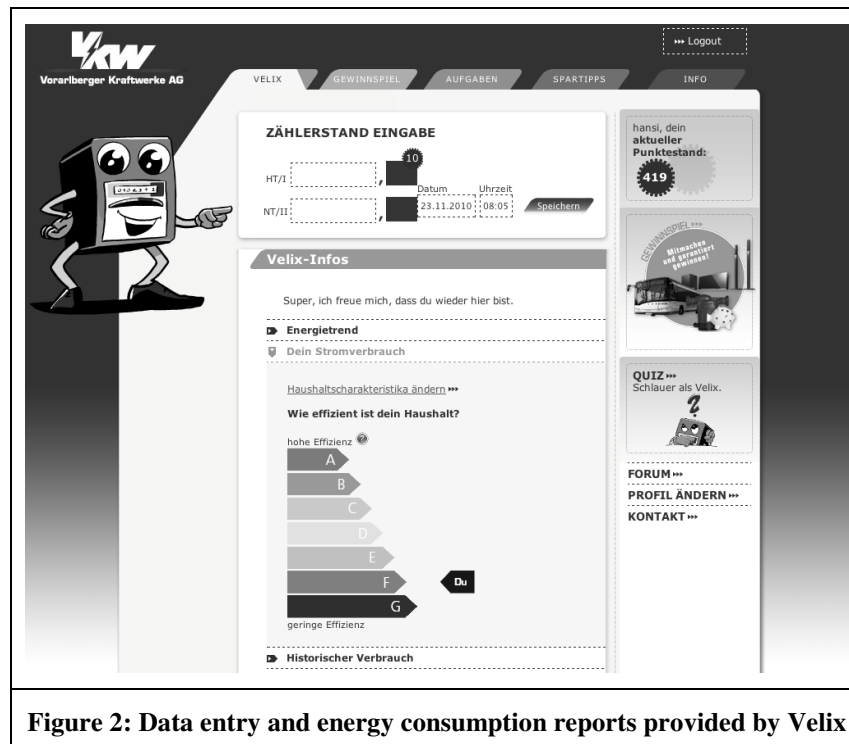 VKW
Vorarlberger Kraftwerke AG
Logout
VELIX GEWINNSPIEL AUFGABEN SPARTIPPS INFO
ZÄHLERSTAND EINGABE
10
HT/I ,
Datum Uhrzeit
NT/II , 23.11.2010 08:05 Speichern
hansi, dein
aktueller
Punktestand:
419
GEWINNSPIEL
Mitmachen
und garantiert
gewinnen!
Velix-Infos
Super, ich freue mich, dass du wieder hier bist.
Energietrend
Dein Stromverbrauch
Haushaltscharakteristika ändern
Wie effizient ist dein Haushalt?
hohe Effizienz ?
A
B
C
D
E
F Du
G
geringe Effizienz
Historischer Verbrauch
QUIZ
Schlauer als Velix.
?
FORUM
PROFIL ÄNDERN
KONTAKT
Figure 2: Data entry and energy consumption reports provided by Velix